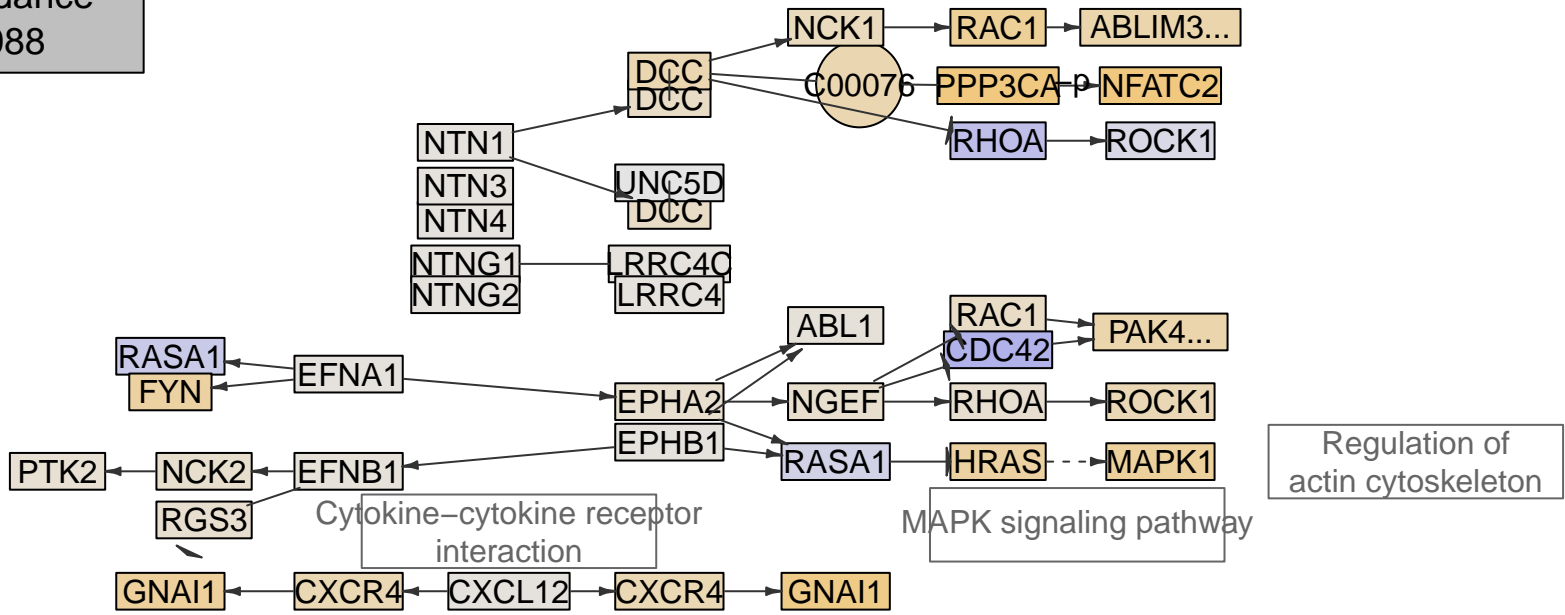 088
NCK1
RAC1
ABLIM3...
DCC
DCC
C00076
PPP3CA
+p
NFATC2
NTN1
RHOA
ROCK1
NTN3
UNC5D
NTN4
DCC
NTNG1
LRRC4C
NTNG2
LRRC4
ABL1
RAC1
PAK4...
CDC42
RASA1
EFNA1
FYN
EPHA2
NGEF
RHOA
ROCK1
EPHB1
PTK2
NCK2
EFNB1
RASA1
HRAS
MAPK1
Regulation of
actin cytoskeleton
RGS3
Cytokine−cytokine receptor
interaction
MAPK signaling pathway
GNAI1
CXCR4
CXCL12
CXCR4
GNAI1